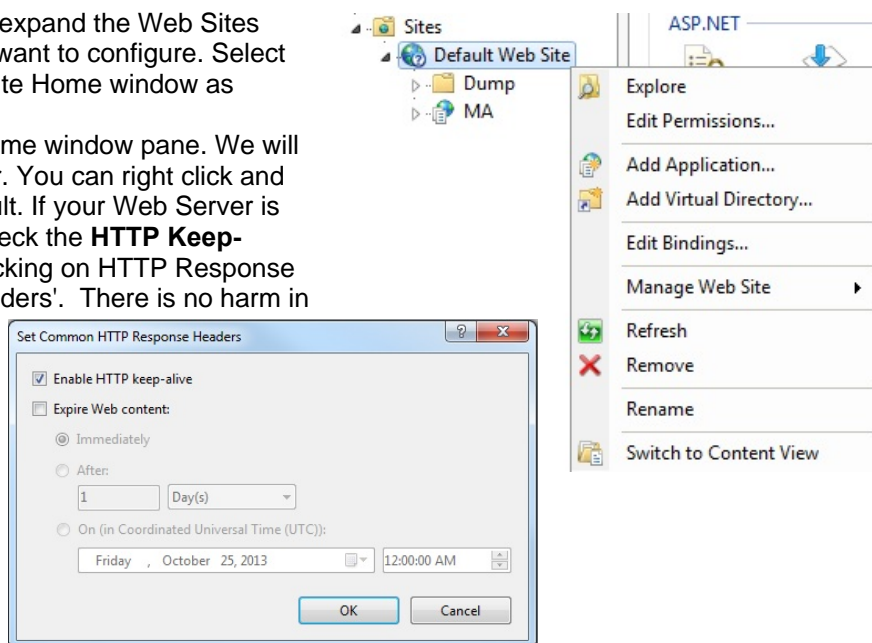 expand the Web Sites
want to configure. Select
te Home window as
me window pane. We will
r. You can right click and
ult. If your Web Server is
eck the HTTP Keep-
cking on HTTP Response
ders'.  There is no harm in
Sites
Default Web Site
Dump
MA
ASP.NET
Explore
Edit Permissions...
Add Application...
Add Virtual Directory...
Edit Bindings...
Manage Web Site
Refresh
Remove
Rename
Switch to Content View
Set Common HTTP Response Headers
Enable HTTP keep-alive
Expire Web content:
Immediately
After:
1 Day(s)
On (in Coordinated Universal Time (UTC)):
Friday , October 25, 2013 12:00:00 AM
OK Cancel